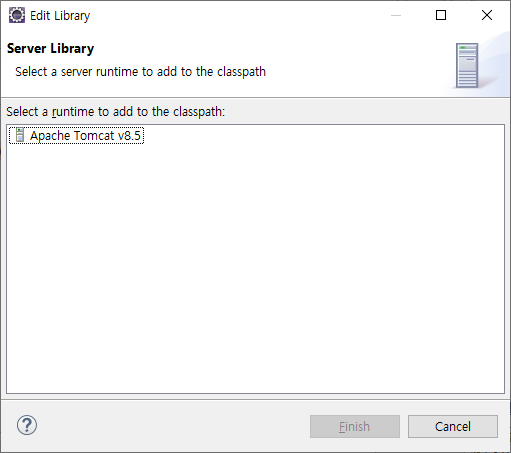 Edit Library
Server Library
Select a server runtime to add to the classpath
Select a runtime to add to the classpath:
Apache Tomcat v8.5
Finish
Cancel